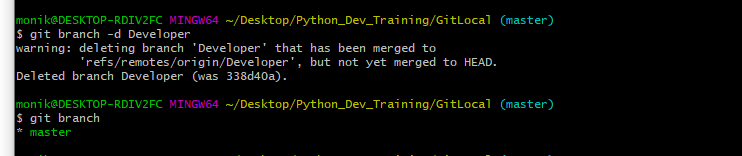 monik@DESKTOP-RDIV2FC MINGW64 ~/Desktop/Python_Dev_Training/GitLocal (master)
$ git branch -d Developer
warning: deleting branch 'Developer' that has been merged to
         'refs/remotes/origin/Developer', but not yet merged to HEAD.
Deleted branch Developer (was 338d40a).
monik@DESKTOP-RDIV2FC MINGW64 ~/Desktop/Python_Dev_Training/GitLocal (master)
$ git branch
* master